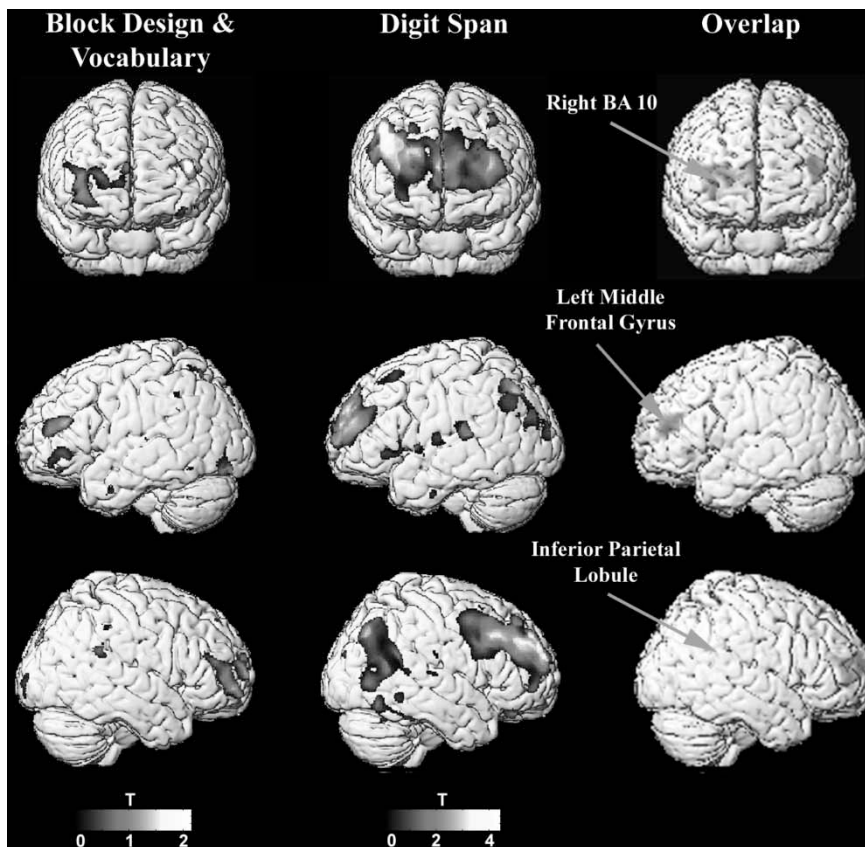 Block Design &
Vocabulary
Digit Span
Overlap
Right BA 10
Left Middle
Frontal Gyrus
Inferior Parietal
Lobule
T
0 1 2
T
0 2 4